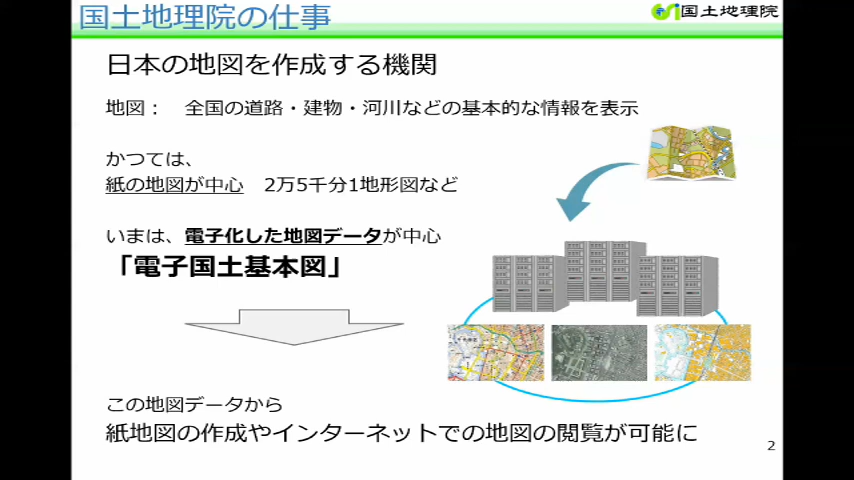 国土地理院の仕事
国土地理院
日本の地図を作成する機関
地図： 全国の道路・建物・河川などの基本的な情報を表示
かつては、
紙の地図が中心 2万5千分1地形図など
いまは、電子化した地図データが中心
「電子国土基本図」
この地図データから
紙地図の作成やインターネットでの地図の閲覧が可能に
2